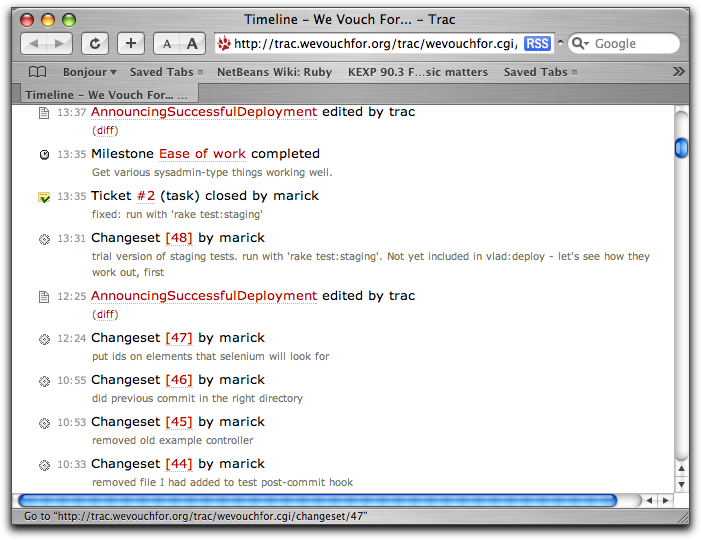 Timeline – We Vouch For... – Trac
A A http://trac.wevouchfor.org/trac/wevouchfor.cgi/ RSS Google
Bonjour Saved Tabs NetBeans Wiki: Ruby KEXP 90.3 F...sic matters Saved Tabs
Timeline – We Vouch For... ...
13:37 AnnouncingSuccessfulDeployment edited by trac
(diff)
13:35 Milestone Ease of work completed
Get various sysadmin-type things working well.
13:35 Ticket #2 (task) closed by marick
fixed: run with 'rake test:staging'
13:31 Changeset [48] by marick
trial version of staging tests. run with 'rake test:staging'. Not yet included in vlad:deploy - let's see how they
work out, first
12:25 AnnouncingSuccessfulDeployment edited by trac
(diff)
12:24 Changeset [47] by marick
put ids on elements that selenium will look for
10:55 Changeset [46] by marick
did previous commit in the right directory
10:53 Changeset [45] by marick
removed old example controller
10:33 Changeset [44] by marick
removed file I had added to test post-commit hook
Go to "http://trac.wevouchfor.org/trac/wevouchfor.cgi/changeset/47"